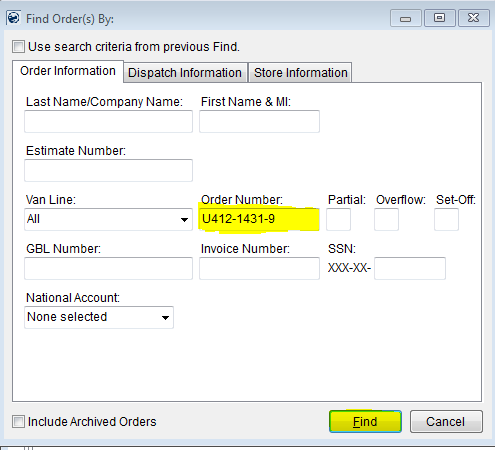 Find Order(s) By:
Use search criteria from previous Find.
Order Information Dispatch Information Store Information
Last Name/Company Name: First Name & MI:
Estimate Number:
Van Line: Order Number: Partial: Overflow: Set-Off:
All U412-1431-9
GBL Number: Invoice Number: SSN:
XXX-XX-
National Account:
None selected
Include Archived Orders Find Cancel